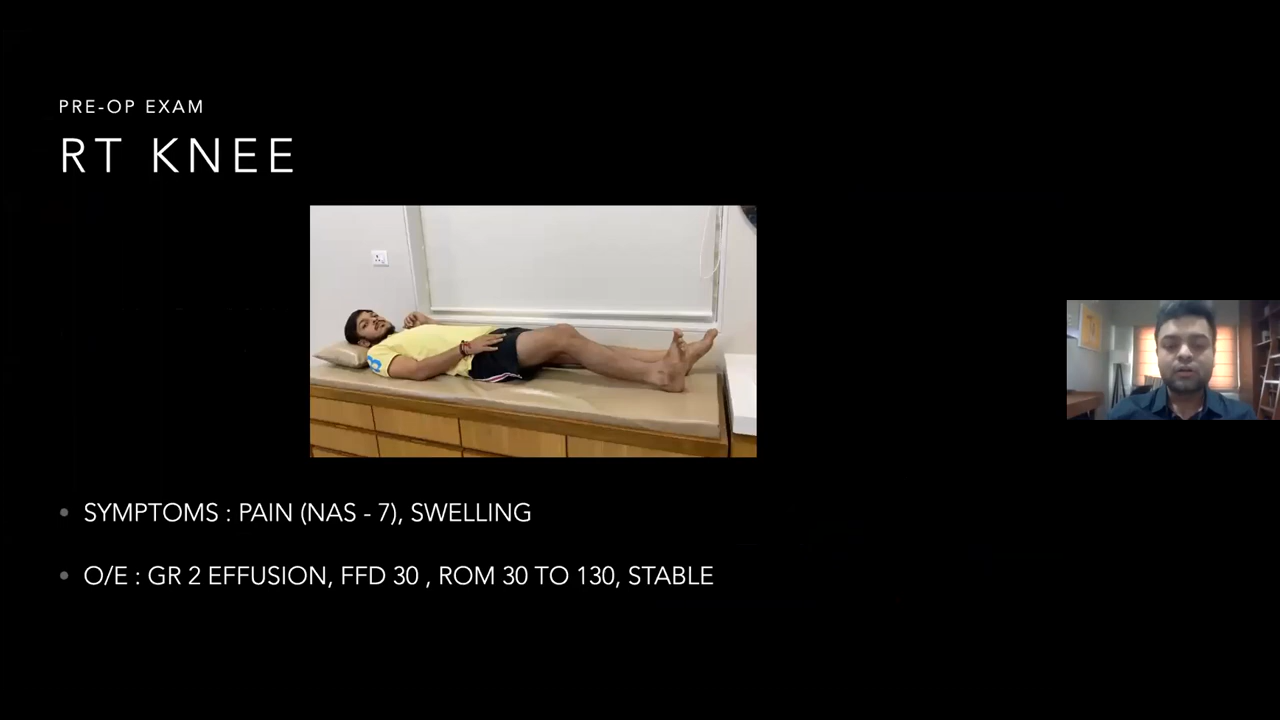 PRE-OP EXAM
RT KNEE
• SYMPTOMS : PAIN (NAS - 7), SWELLING
• O/E : GR 2 EFFUSION, FFD 30 , ROM 30 TO 130, STABLE